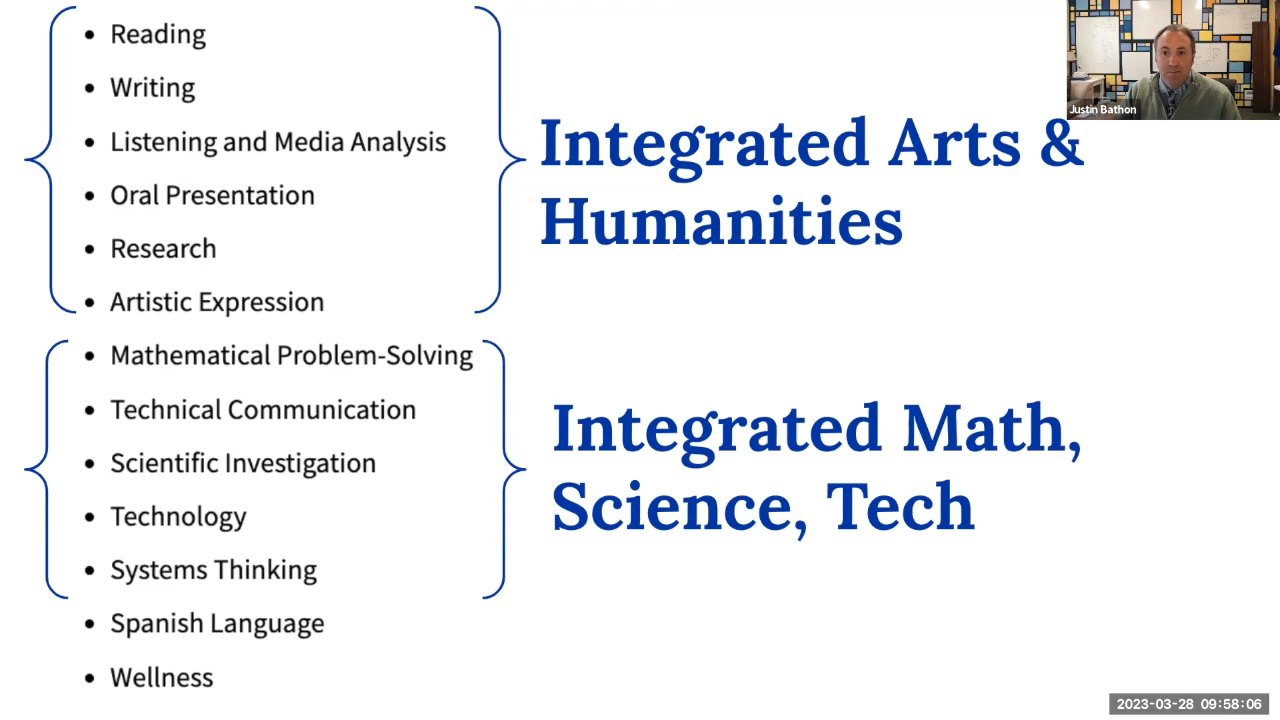 Reading
Writing
Listening and Media Analysis
Oral Presentation
Research
Artistic Expression
Mathematical Problem-Solving
Technical Communication
Scientific Investigation
Technology
Systems Thinking
Spanish Language
Wellness
Integrated Arts &
Humanities
Integrated Math,
Science, Tech
Justin Bathon
2023-03-28 09:58:06